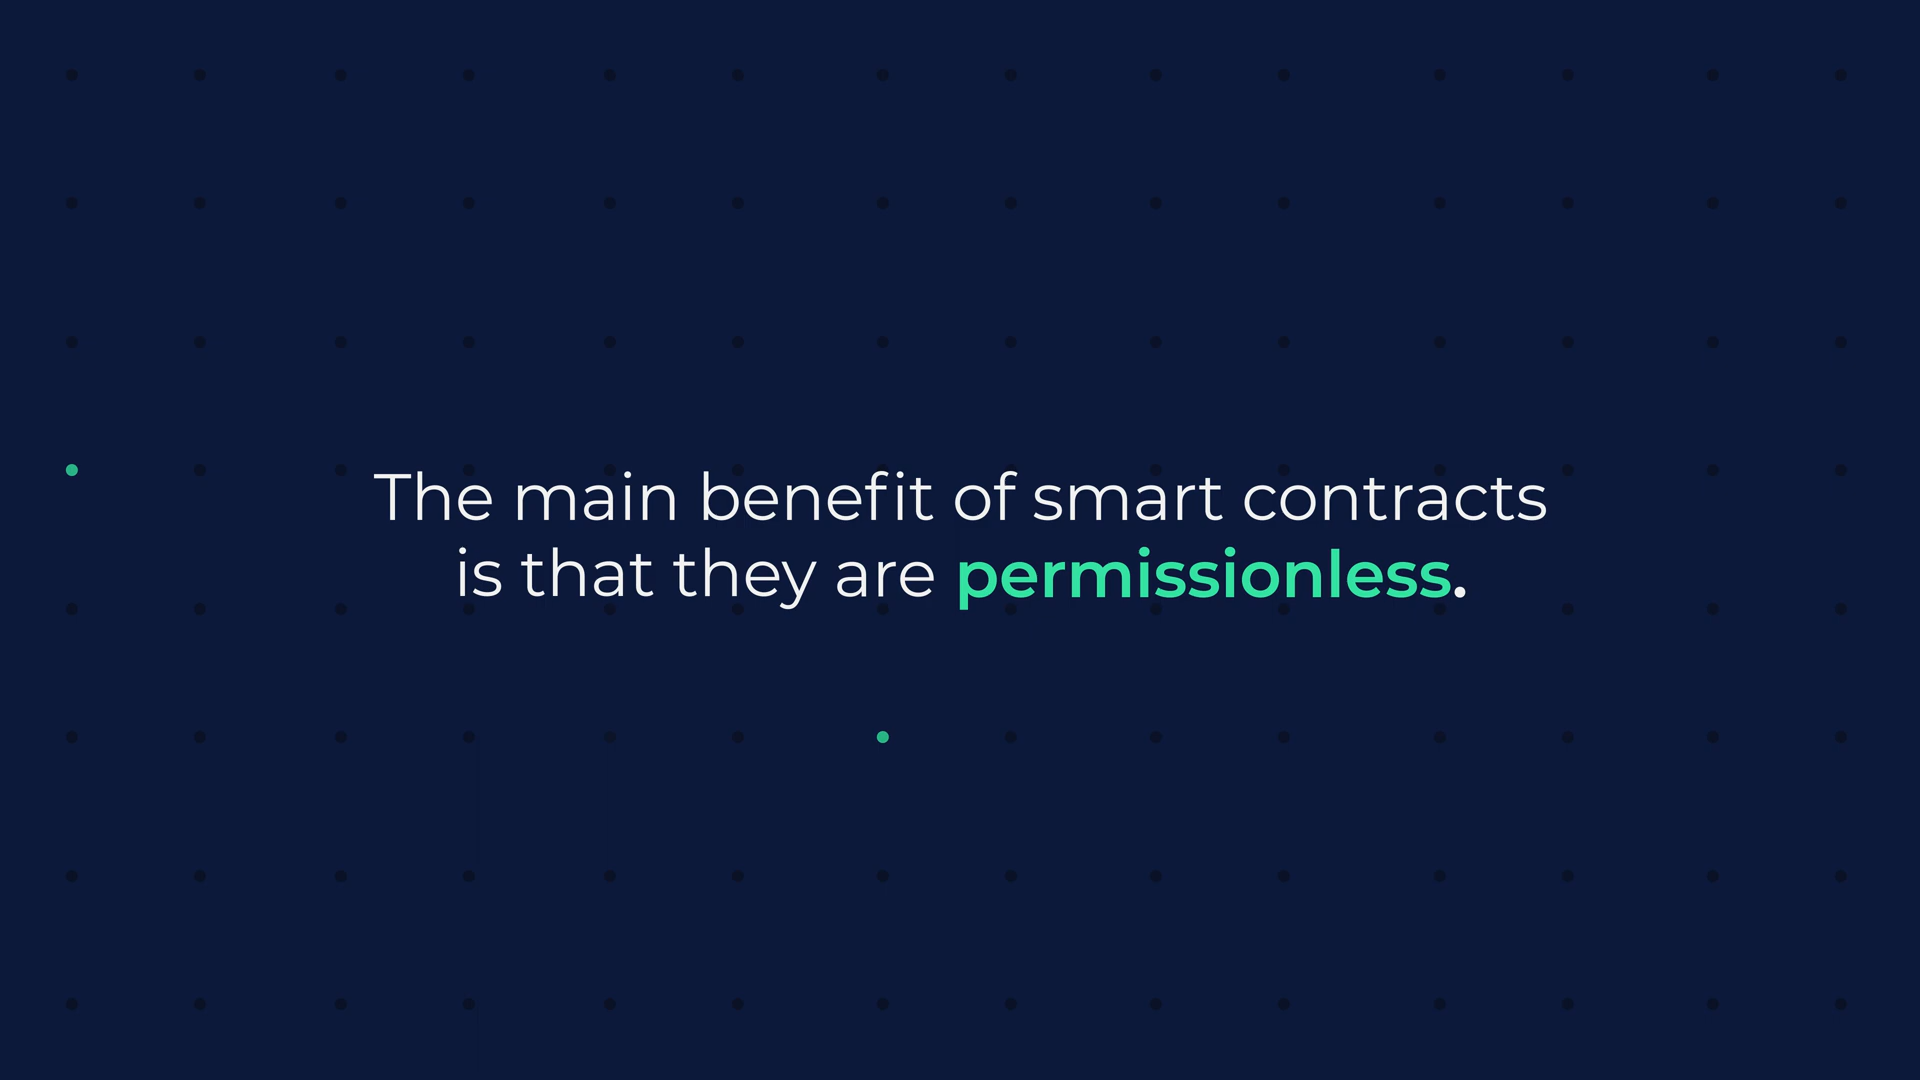 The main benefit of smart contracts
is that they are permissionless.